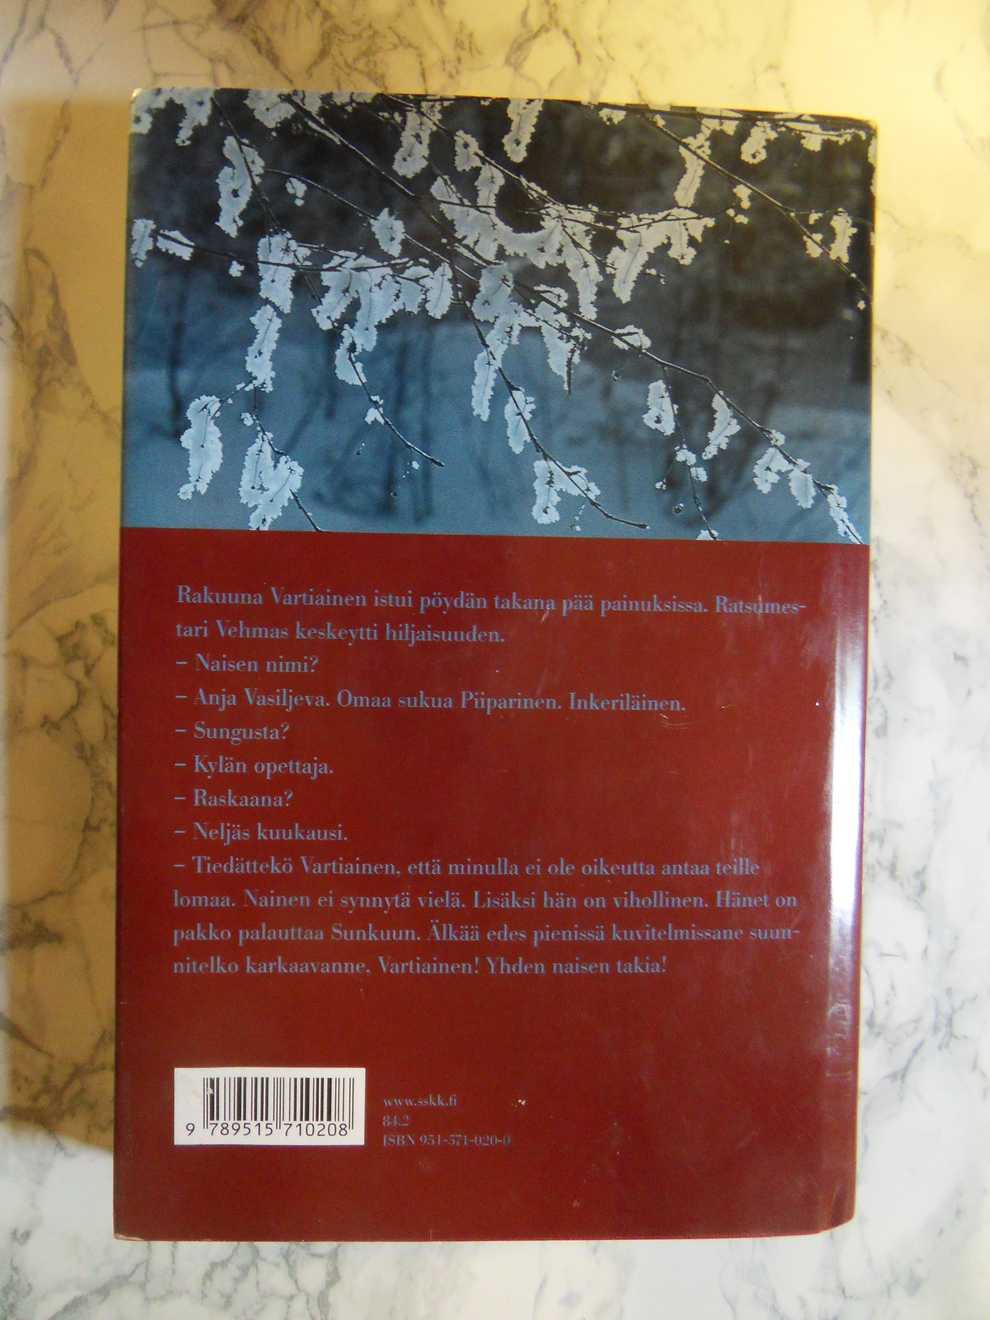 Rakuuna Vartiainen istui pöydän takana pää painuksissa. Ratsumes-
tari Vehmas keskeytti hiljaisuuden.
– Naisen nimi?
– Anja Vasiljeva. Omaa sukua Piiparinen. Inkeriläinen.
– Sungusta?
– Kylän opettaja.
– Raskaana?
– Neljäs kuukausi.
– Tiedättekö Vartiainen, että minulla ei ole oikeutta antaa teille
lomaa. Nainen ei synnytä vielä. Lisäksi hän on vihollinen. Hänet on
pakko palauttaa Sunkuun. Älkää edes pienissä kuvitelmissane suun-
nitelko karkaavanne, Vartiainen! Yhden naisen takia!
www.sskk.fi
84.2
ISBN 951-571-020-0
9 789515 710208